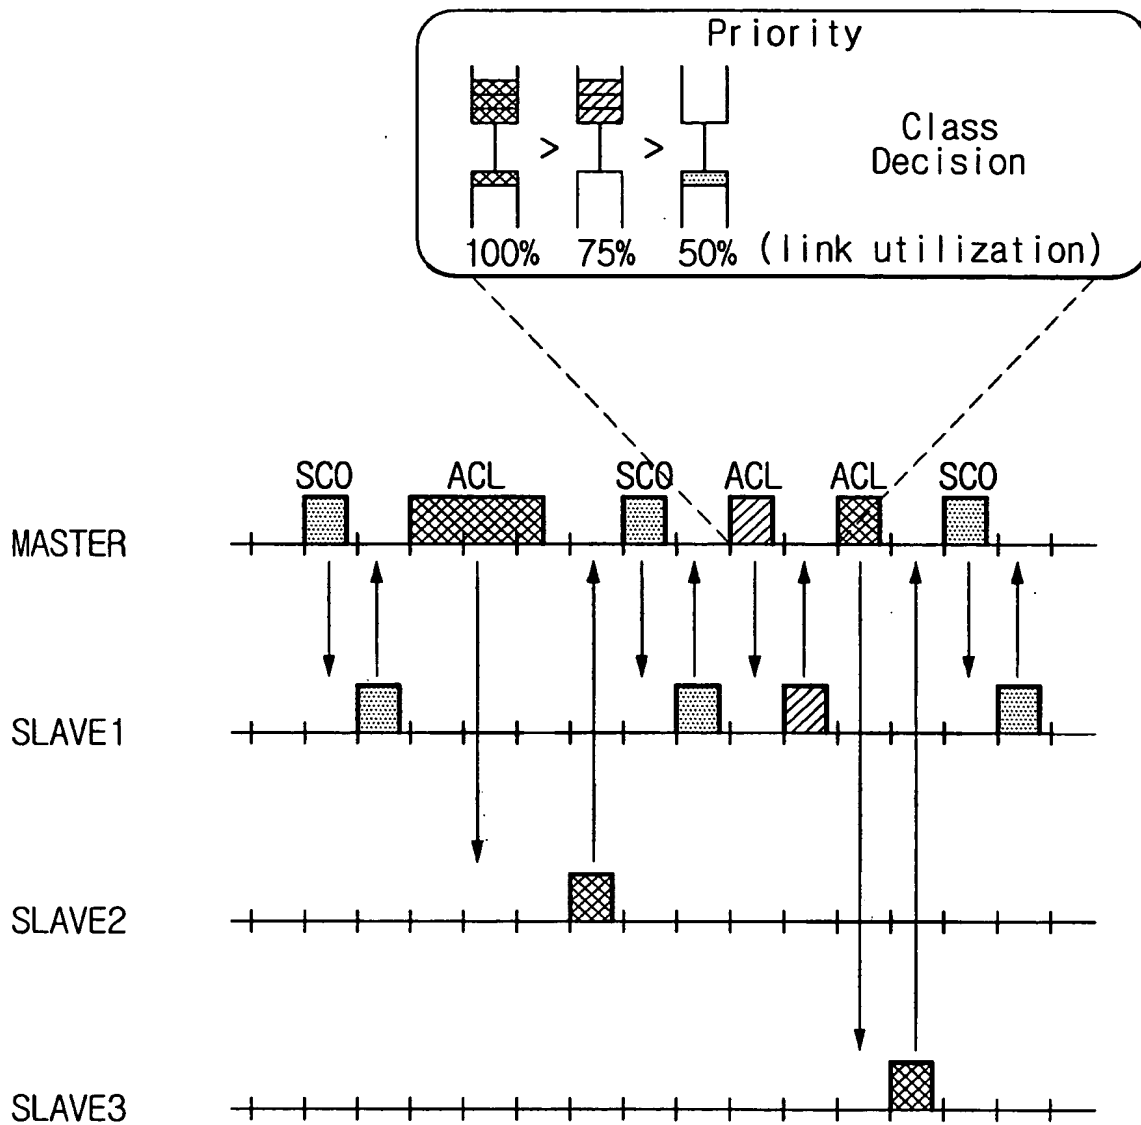 Priority
> >
Class
Decision
100% 75% 50% (link utilization)
SCO ACL SCO ACL ACL SCO
MASTER
SLAVE1
SLAVE2
SLAVE3